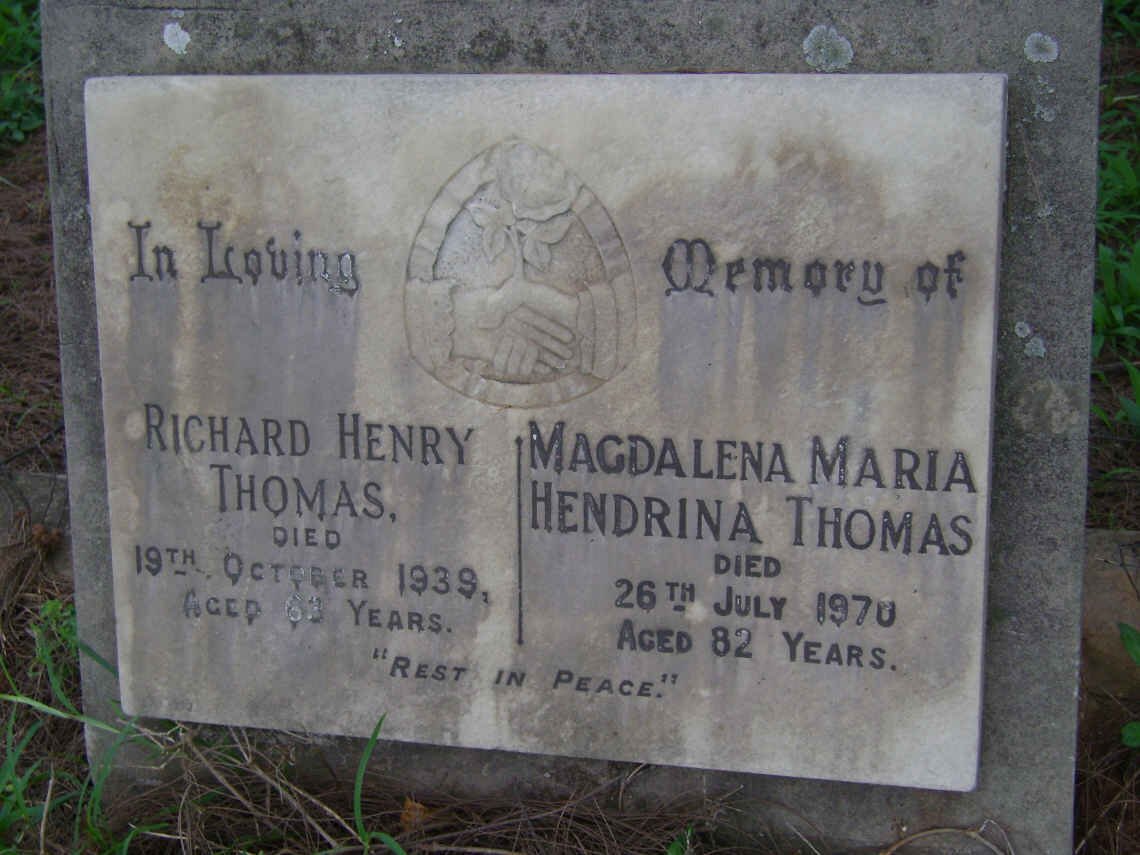 In Loving Memory of
RICHARD HENRY
THOMAS,
DIED
19TH OCTOBER 1939,
AGED 63 YEARS.
MAGDALENA MARIA
HENDRINA THOMAS
DIED
26TH JULY 1970
AGED 82 YEARS.
"REST IN PEACE."